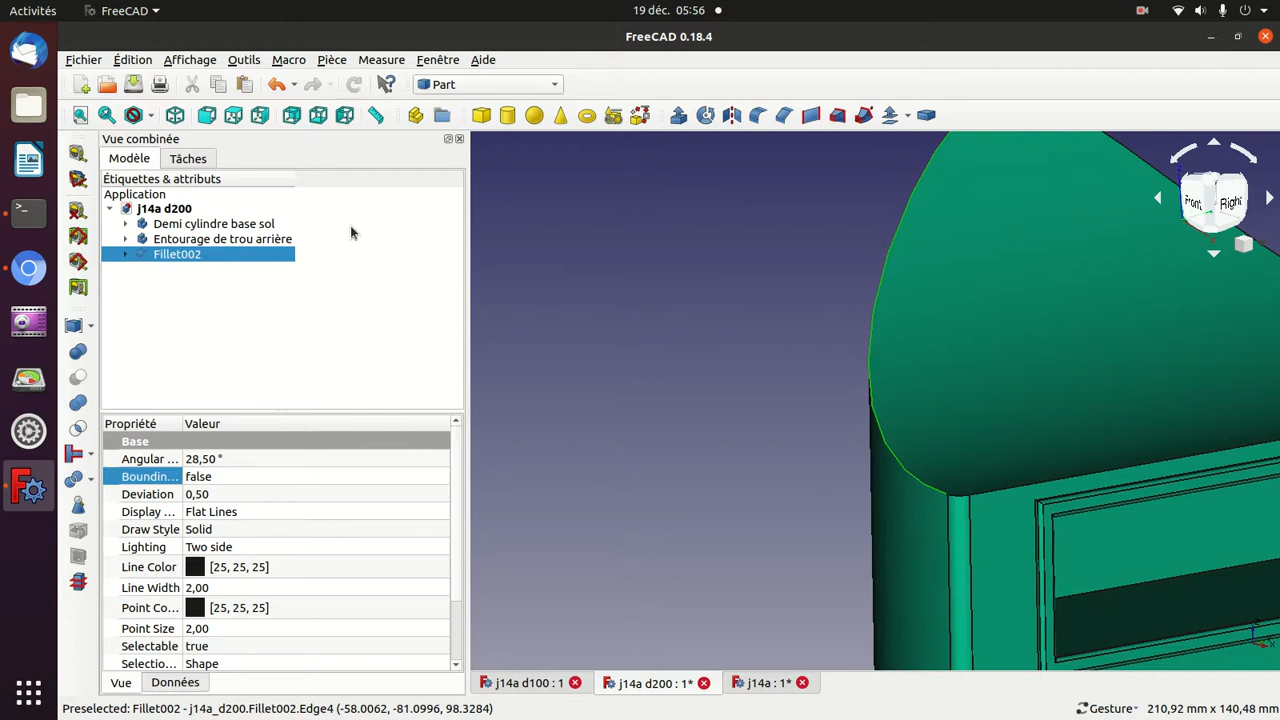 Activités
FreeCAD
19 déc. 05:56
FreeCAD 0.18.4
Fichier Édition Affichage Outils Macro Pièce Mesure Fenêtre Aide
Part
Vue combinée
Modèle Tâches
Étiquettes & attributs
Application
j14a d200
Demi cylindre base sol
Entourage de trou arrière
Fillet002
Front
Right
Propriété Valeur
Base
Angular ... 28,50 °
Boundin... false
Deviation 0,50
Display ... Flat Lines
Draw Style Solid
Lighting Two side
Line Color [25, 25, 25]
Line Width 2,00
Point Co... [25, 25, 25]
Point Size 2,00
Selectable true
Selectio... Shape
Vue Données
j14a d100 : 1
j14a d200 : 1*
j14a : 1*
Preselected: Fillet002 - j14a_d200.Fillet002.Edge4 (-58.0062, -81.0996, 98.3284)
Gesture
210,92 mm x 140,48 mm